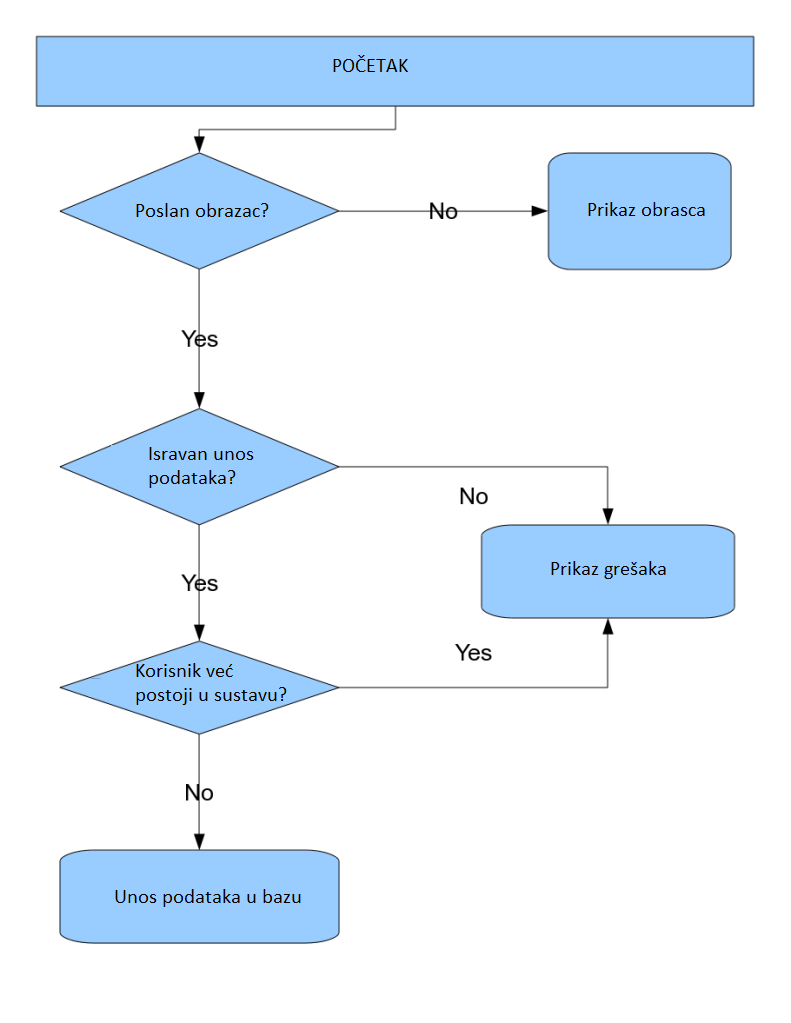 POČETAK
Poslan obrazac?
No
Prikaz obrasca
Yes
Isravan unos
podataka?
No
Prikaz grešaka
Yes
Yes
Korisnik već
postoji u sustavu?
No
Unos podataka u bazu